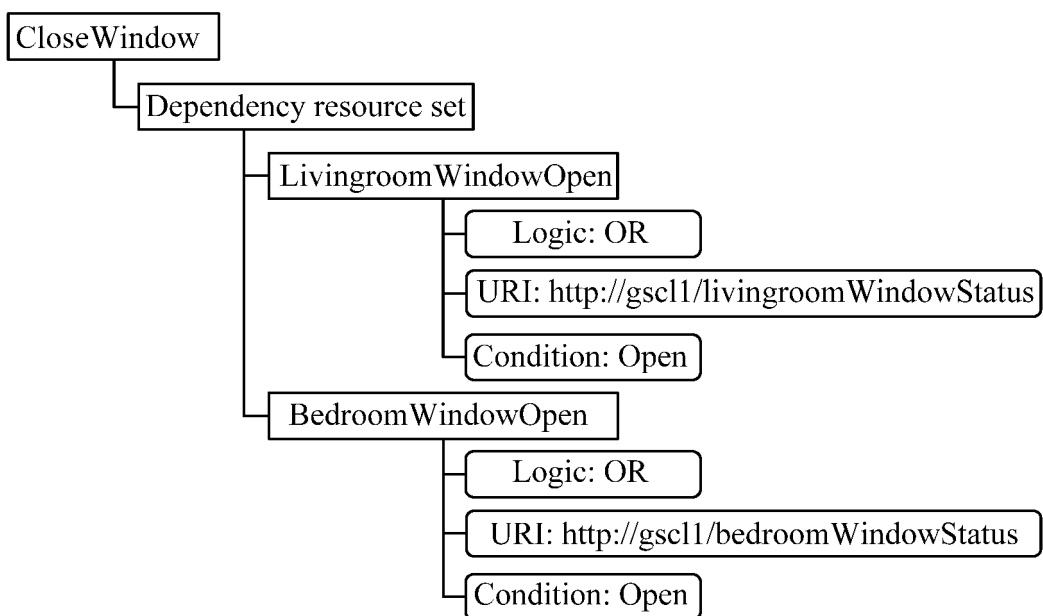 CloseWindow
Dependency resource set
LivingroomWindowOpen
Logic: OR
URI: http://gscl1/livingroomWindowStatus
Condition: Open
BedroomWindowOpen
Logic: OR
URI: http://gscl1/bedroomWindowStatus
Condition: Open